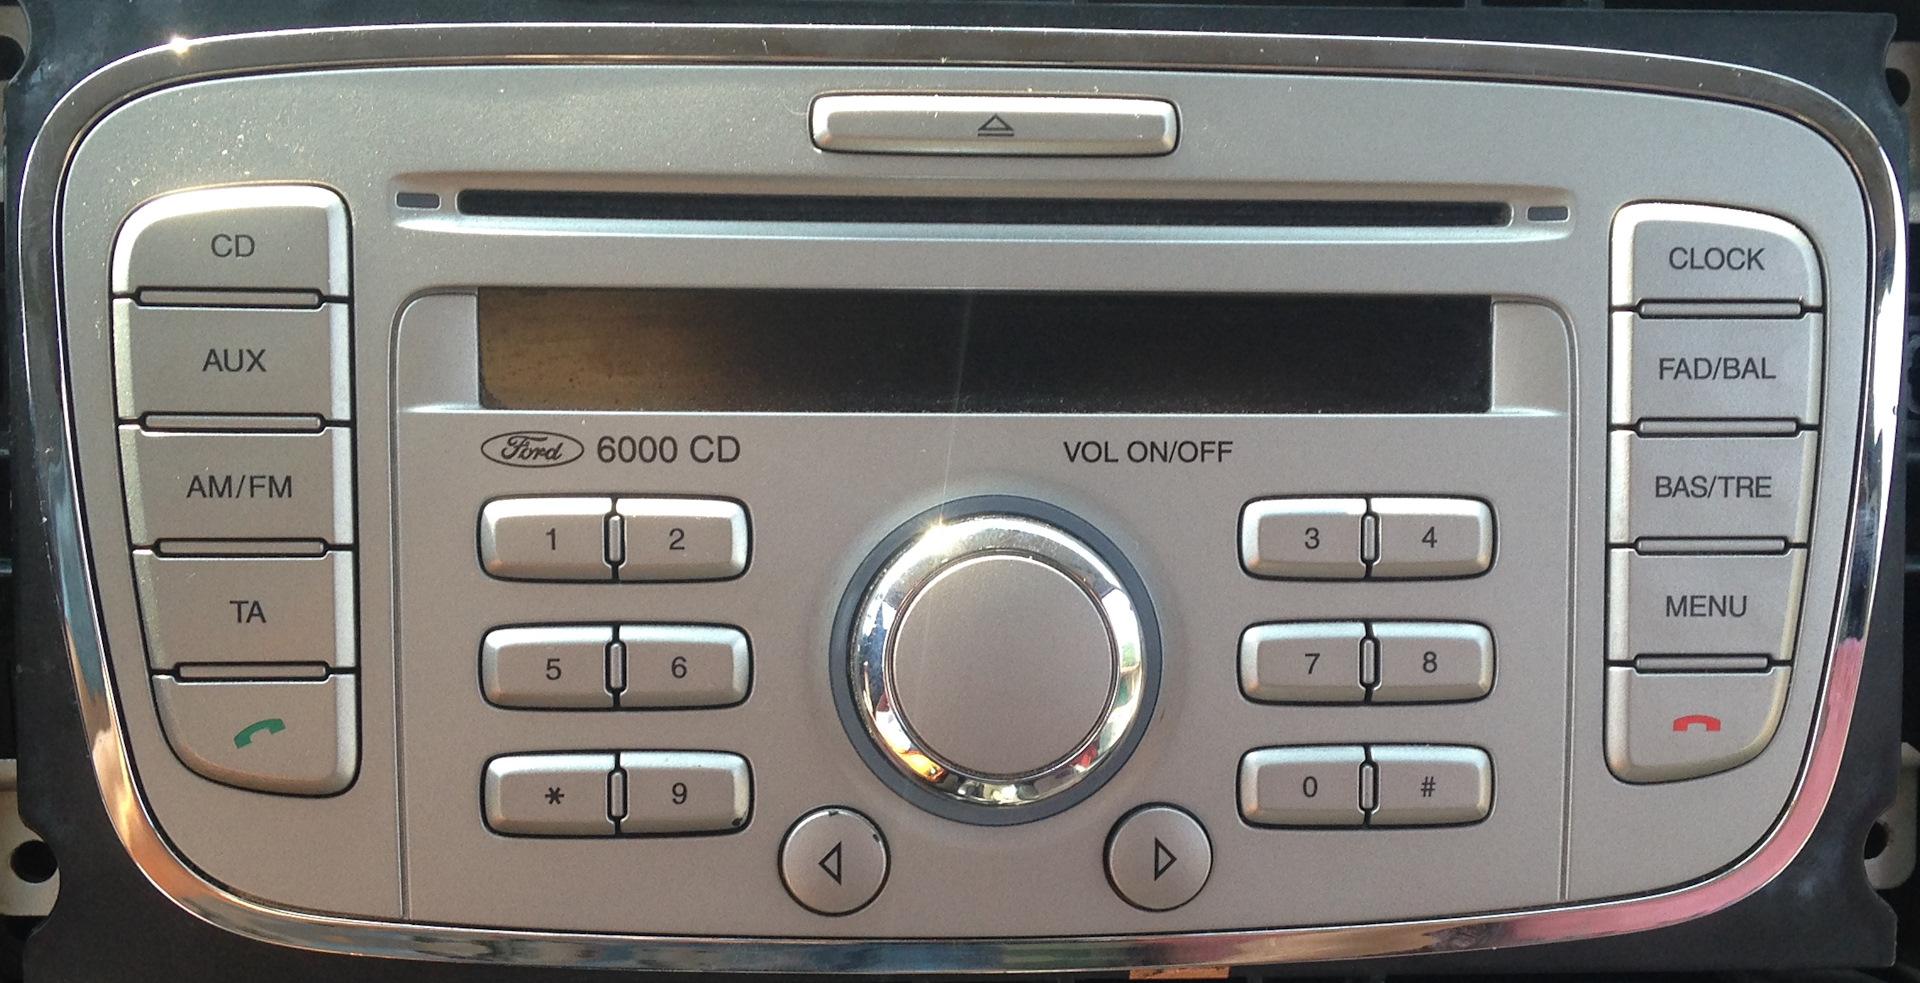 CD
AUX
AM/FM
TA
Ford 6000 CD
VOL ON/OFF
1 2
3 4
5 6
7 8
* 9
0 #
CLOCK
FAD/BAL
BAS/TRE
MENU